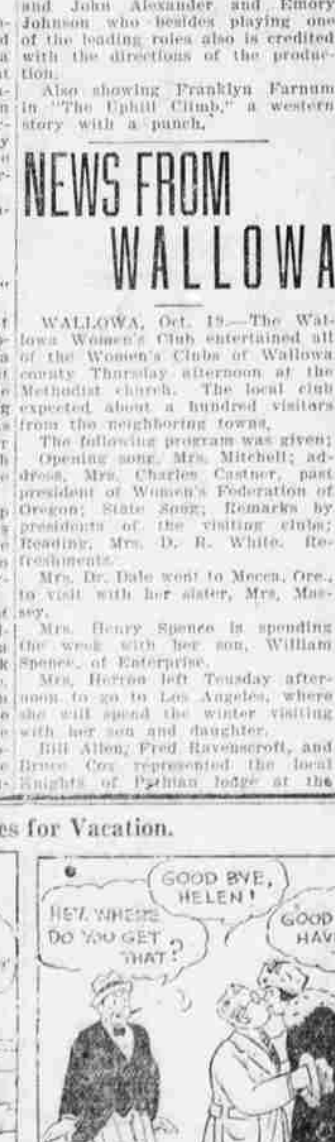 and John Alexander and Emory
Johnson who besides playing one
of the leading roles also is credited
with the directions of the produc-
tion.
Also showing Franklyn Farnum
in "The Uphill Climb," a western
story with a punch.
NEWS FROM
WALLOWA
WALLOWA, Oct. 19.—The Wal-
lowa Women's Club entertained all
of the Women's Clubs of Wallowa
county Thursday afternoon at the
Methodist church. The local club
expected about a hundred visitors
from the neighboring towns.
The following program was given:
Opening song, Mrs. Mitchell; ad-
dress, Mrs. Charles Castner, past
president of Women's Federation of
Oregon; State Song; Remarks by
presidents of the visiting clubs;
Reading, Mrs. D. R. White. Re-
freshments.
Mrs. Dr. Dale went to Mecca, Ore.,
to visit with her sister, Mrs. Mas-
sey.
Mrs. Henry Spence is spending
the week with her son, William
Spence, of Enterprise.
Mrs. Herron left Teusday after-
noon to go to Los Angeles, where
she will spend the winter visiting
with her son and daughter.
Bill Allen, Fred Ravenscroft, and
Bruce Cox represented the local
Knights of Pythian lodge at the
es for Vacation.
HEY. WHERE
DO YOU GET
THAT?
GOOD BYE,
HELEN!
GOOD
HAV